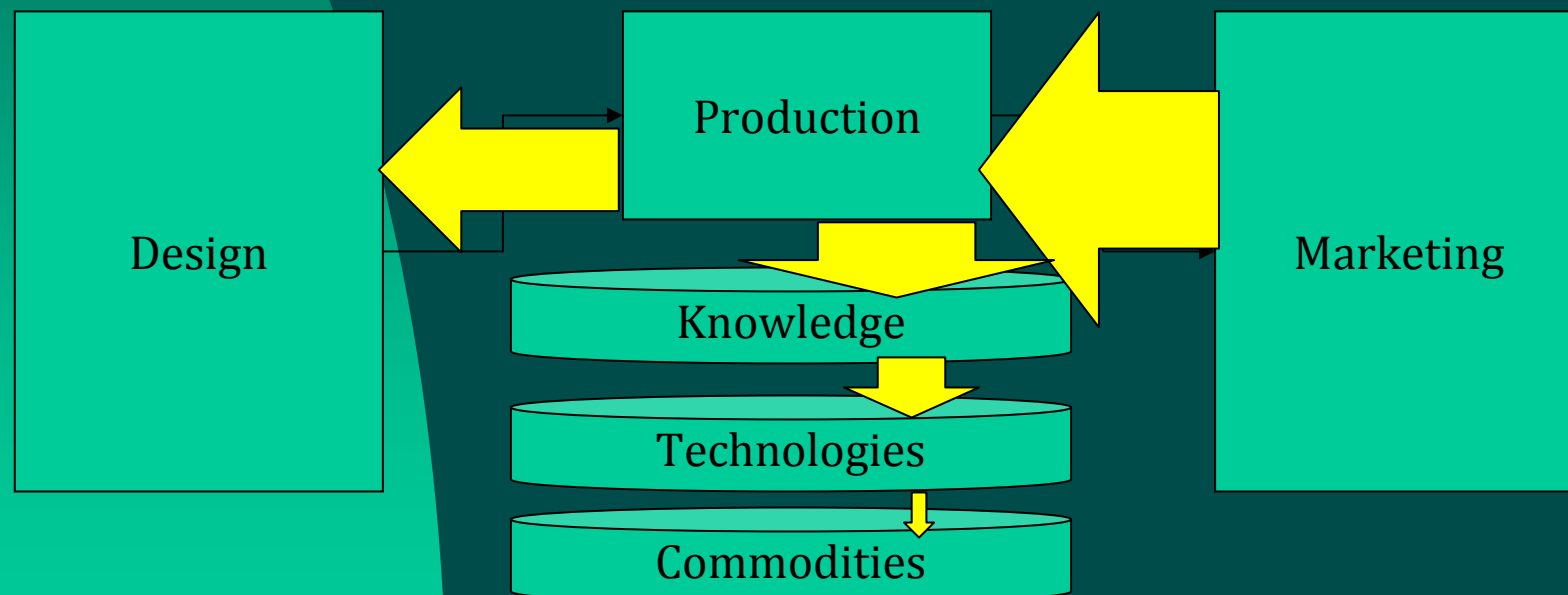 Production
Design
Marketing
Knowledge
Technologies
Commodities